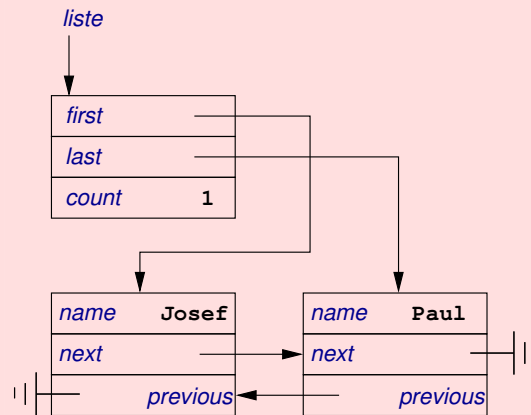 liste
first
last
count 1
name Josef
next
previous
name Paul
next
previous